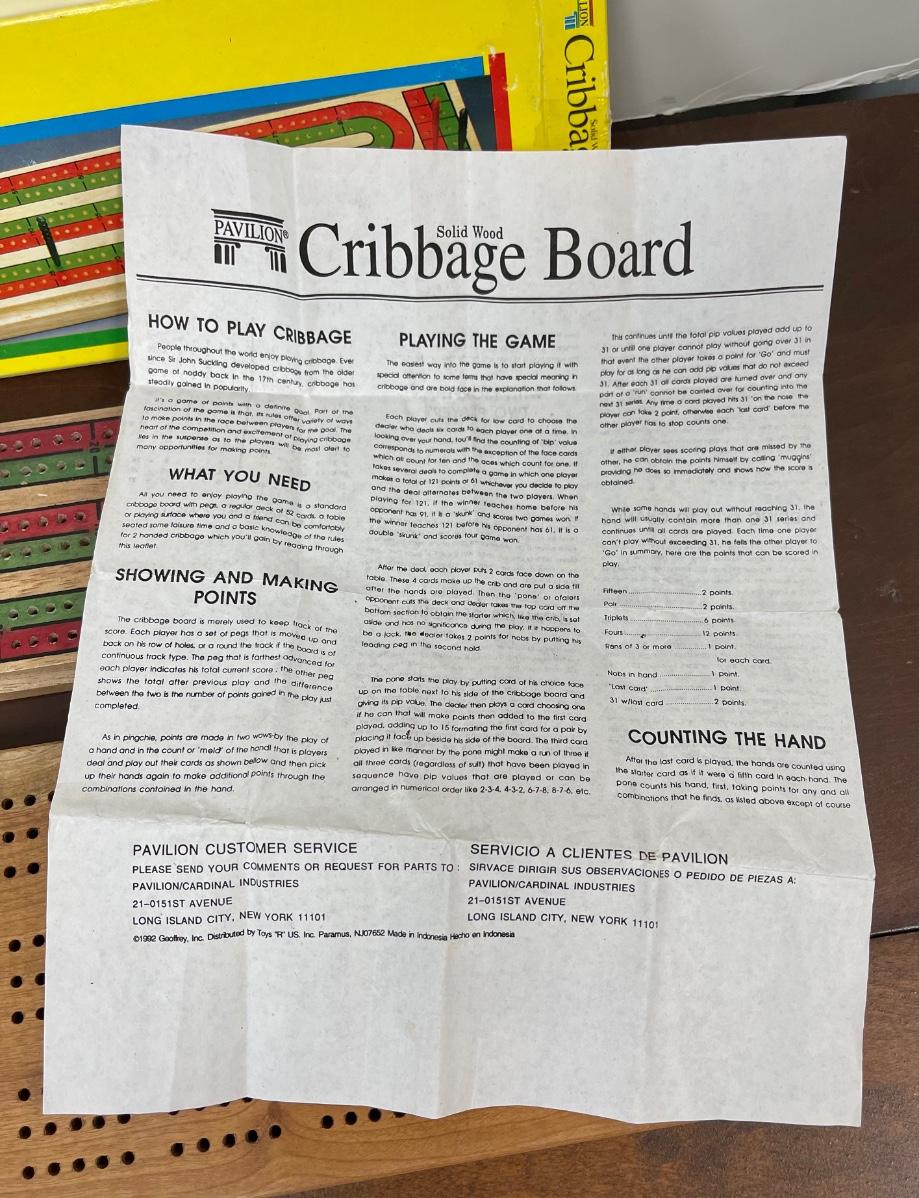 LION
Solid W
Cribba
PAVILION®
Solid Wood
Cribbage Board
HOW TO PLAY CRIBBAGE
People throughout the world enjoy playing cribbage. Ever
since Sir John Suckling developed cribbage from the older
game of noddy back in the 17th century, cribbage has
steadily gained in popularity.
It's a game of points with a definite goal. Part of the
fascination of the game is that, its rules offer variety of ways
to make points in the race between players for the goal. The
heart of the competition and excitement of playing cribbage
lies in the suspense as to the players will be most alert to
many opportunities for making points.
WHAT YOU NEED
All you need to enjoy playing the game is a standard
cribbage board with pegs, a regular deck of 52 cards, a table
or playing surface where you and a friend can be comfortably
seated some leisure time and a basic knowledge of the rules
for 2 handed cribbage which you'll gain by reading through
this leaflet.
SHOWING AND MAKING
POINTS
The cribbage board is merely used to keep track of the
score. Each player has a set of pegs that is moved up and
back on his row of holes, or a round the track if the board is of
continuous track type. The peg that is farthest advanced for
each player indicates his total current score ; the other peg
shows the total after previous play and the difference
between the two is the number of points gained in the play just
completed.
As in pingchie, points are made in two wows-by the play of
a hand and in the count or "meld" of the hand that is players
deal and play out their cards as shown bellow and then pick
up their hands again to make additional points through the
combinations contained in the hand.
PLAYING THE GAME
The easiest way into the game is to start playing it with
special attention to some items that have special meaning in
cribbage and are bold face in the explanation that follows
Each player cuts the deck for low card to choose the
dealer who deals six cards to each player one at a time. In
looking over your hand, you'll find the counting of 'bip' value
corresponds to numerals with the exception of the face cards
which all count for ten and the aces which count for one. If
takes several deals to complete a game in which one player
makes a total of 121 points or 61 whichever you decide to play
and the deal alternates between the two players. When
playing for 121, if the winner teaches home before his
opponent has 91, it is a 'skunk' and scores two games won. If
the winner teaches 121 before his opponent has 61, it is a
double 'skunk' and scores four game won.
After the deal, each player puts 2 cards face down on the
table. These 4 cards make up the crib and are put a side till
after the hands are played. Then the 'pone' or ofalers
opponent cuts the deck and dealer takes the top card off the
bottom section to obtain the starter which, like the crib, is set
aside and has no significance during the play. If it happens to
be a jack, the dealer takes 2 points for nobs by putting his
leading peg in the second hold.
The pone starts the play by putting card of his choice face
up on the table next to his side of the cribbage board and
giving its pip value. The dealer then plays a card choosing one
if he can that will make points then added to the first card
played, adding up to 15 formating the first card for a pair by
placing it face up beside his side of the board. The third card
played in like manner by the pone might make a run of three if
all three cards (regardless of suit) that have been played in
sequence have pip values that are played or can be
arranged in numerical order like 2-3-4, 4-3-2, 6-7-8, 8-7-6, etc.
This continues until the total pip values played add up to
31 or until one player cannot play without going over 31 in
that event the other player takes a point for 'Go' and must
play for as long as he can add pip values that do not exceed
31. After each 31 all cards played are turned over and any
part of a 'run' cannot be carried over for counting into the
next 31 series. Any time a card played hits 31 'on the nose' the
player can take 2 point, otherwise each 'last card' before the
other player has to stop counts one.
If either player sees scoring plays that are missed by the
other, he can obtain the points himself by calling 'muggins'
providing he does so immediately and shows how the score is
obtained.
While some hands will play out without reaching 31, the
hand will usually contain more than one 31 series and
continues until all cards are played. Each time one player
can't play without exceeding 31, he fells the other player to
'Go' in summary, here are the points that can be scored in
play.
Fifteen..........................2 points.
Pair...............................2 points.
Triplets...........................6 points.
Fours.............................12 points.
Rans of 3 or more............1 point.
for each card.
Nobs in hand....................1 point.
"Last card".......................1 point.
31 w/last card...................2 points.
COUNTING THE HAND
After the last card is played, the hands are counted using
the starter card as if it were a fifth card in each hand. The
pone counts his hand, first, taking points for any and all
combinations that he finds, as listed above except of course
PAVILION CUSTOMER SERVICE
PLEASE SEND YOUR COMMENTS OR REQUEST FOR PARTS TO :
PAVILION/CARDINAL INDUSTRIES
21-0151ST AVENUE
LONG ISLAND CITY, NEW YORK 11101
SERVICIO A CLIENTES DE PAVILION
SIRVACE DIRIGIR SUS OBSERVACIONES O PEDIDO DE PIEZAS A:
PAVILION/CARDINAL INDUSTRIES
21-0151ST AVENUE
LONG ISLAND CITY, NEW YORK 11101
©1992 Geoffrey, Inc. Distributed by Toys "R" US. Inc. Paramus, NJ07652 Made in Indonesia Hecho en Indonesia